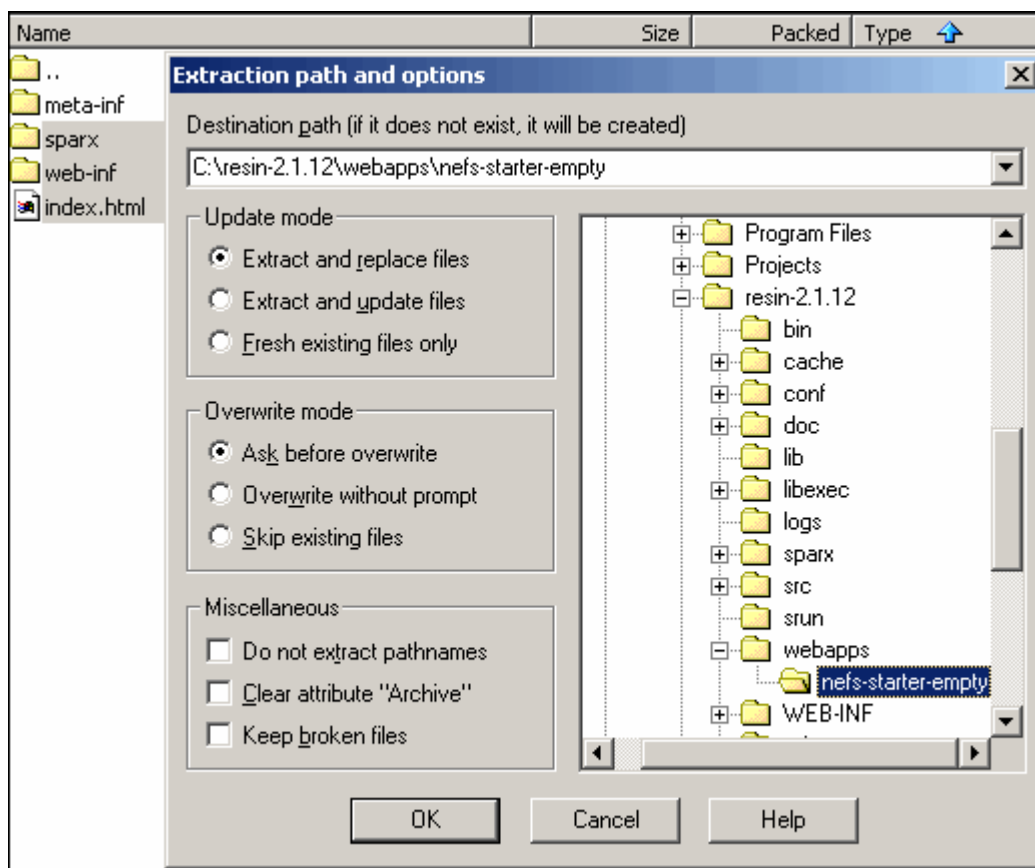 Name Size Packed Type
..
meta-inf
sparx
web-inf
index.html
Extraction path and options
Destination path (if it does not exist, it will be created)
C:\resin-2.1.12\webapps\nefs-starter-empty
Update mode
Extract and replace files
Extract and update files
Fresh existing files only
Overwrite mode
Ask before overwrite
Overwrite without prompt
Skip existing files
Miscellaneous
Do not extract pathnames
Clear attribute "Archive"
Keep broken files
Program Files
Projects
resin-2.1.12
bin
cache
conf
doc
lib
libexec
logs
sparx
src
srun
webapps
nefs-starter-empty
WEB-INF
OK Cancel Help